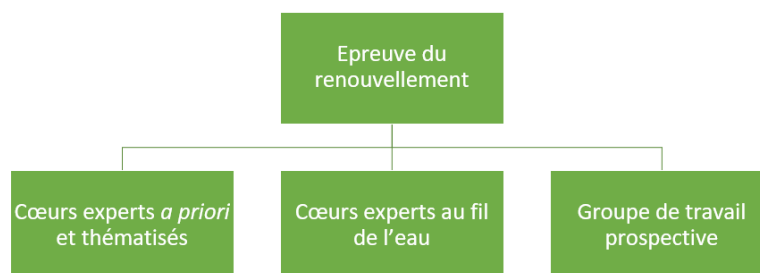 Epreuve du
renouvellement
Cœurs experts a priori
et thématisés
Cœurs experts au fil
de l'eau
Groupe de travail
prospective